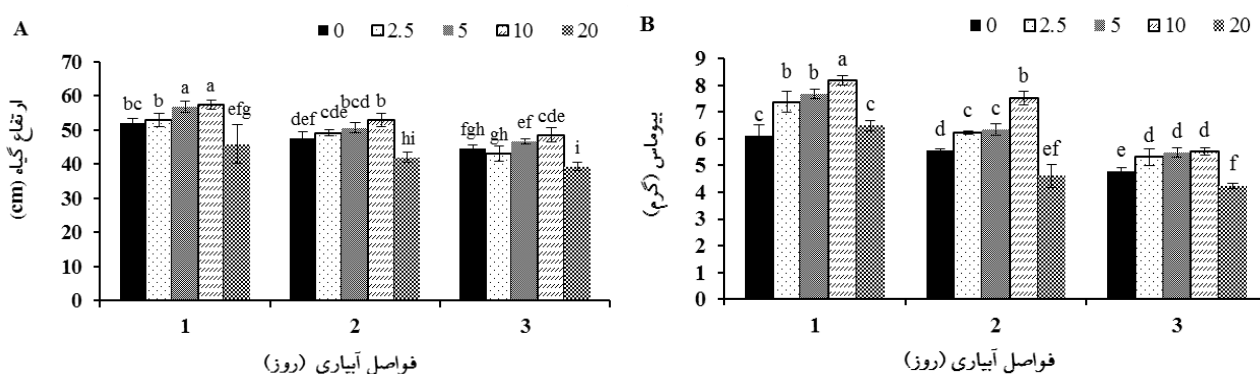 A
0 2.5 5 10 20
ارتفاع گیاه (cm)
70
60
50
40
30
20
10
0
bc b a a efg
def cde bcd b hi
fgh gh ef cde i
1 2 3
فواصل آبیاری (روز)
B
0 2.5 5 10 20
بیوماس (گرم)
9
8
7
6
5
4
3
2
1
0
c b b a c
d c c b ef
e d d d f
1 2 3
فواصل آبیاری (روز)